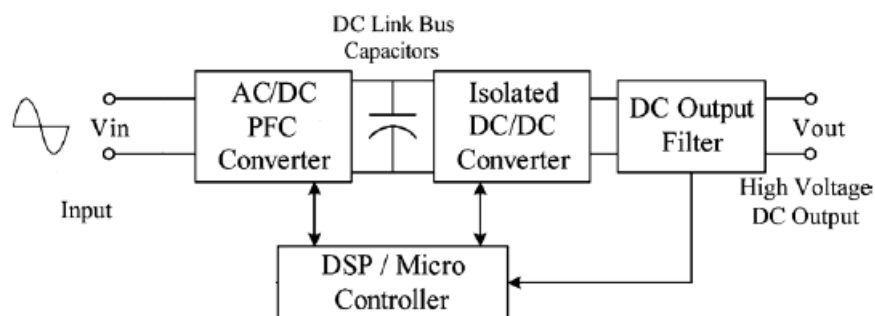 DC Link Bus
Capacitors
Vin
Input
AC/DC
PFC
Converter
Isolated
DC/DC
Converter
DC Output
Filter
Vout
High Voltage
DC Output
DSP / Micro
Controller